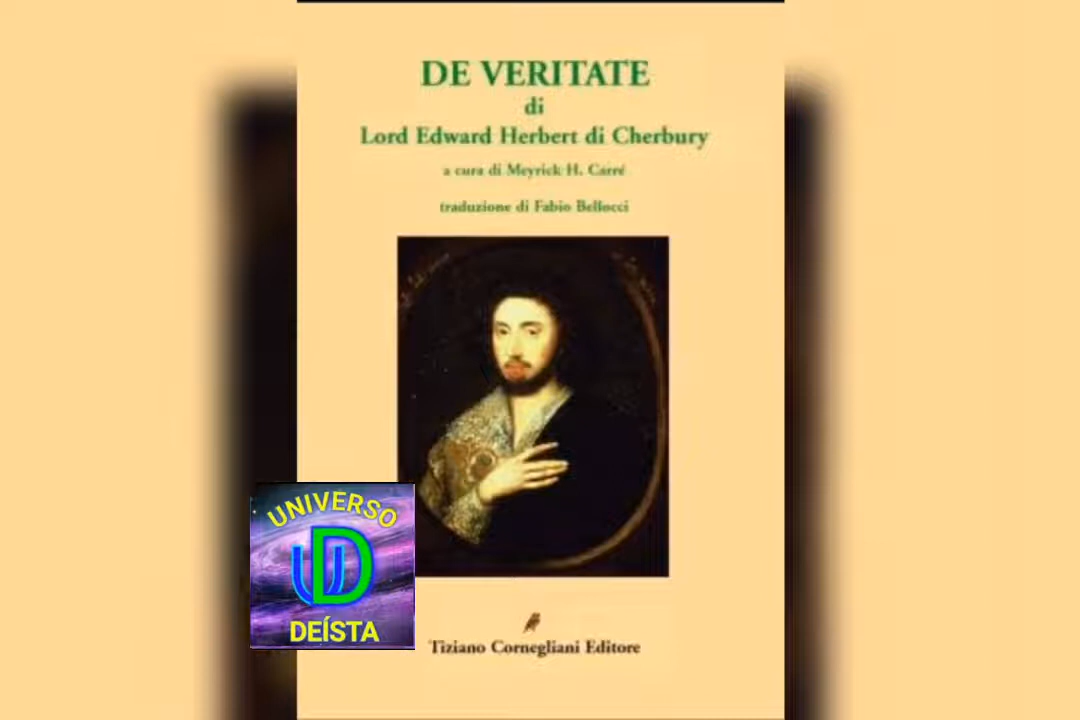 DE VERITATE
di
Lord Edward Herbert di Cherbury
a cura di Meyrick H. Carré
traduzione di Fabio Bellocci
UNIVERSO
UD
DEÍSTA
Tiziano Cornegliani Editore